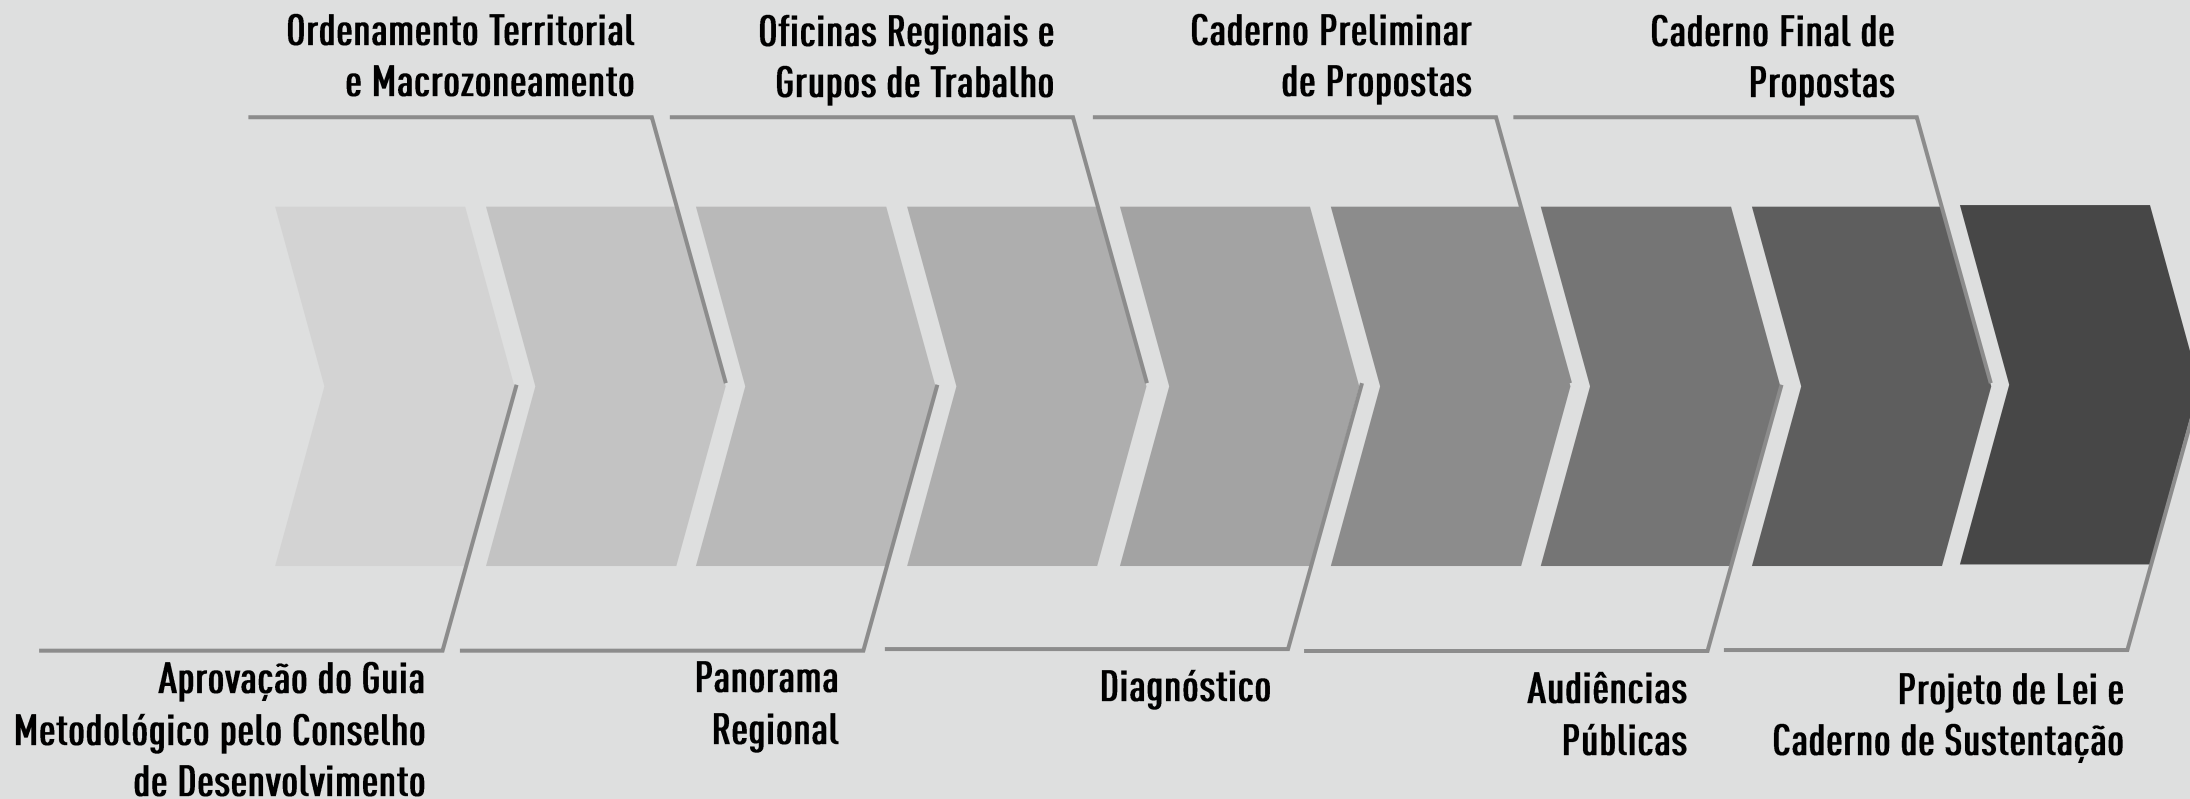 Ordenamento Territorial
e Macrozoneamento
Oficinas Regionais e
Grupos de Trabalho
Caderno Preliminar
de Propostas
Caderno Final de
Propostas
Aprovação do Guia
Metodológico pelo Conselho
de Desenvolvimento
Panorama
Regional
Diagnóstico
Audiências
Públicas
Projeto de Lei e
Caderno de Sustentação